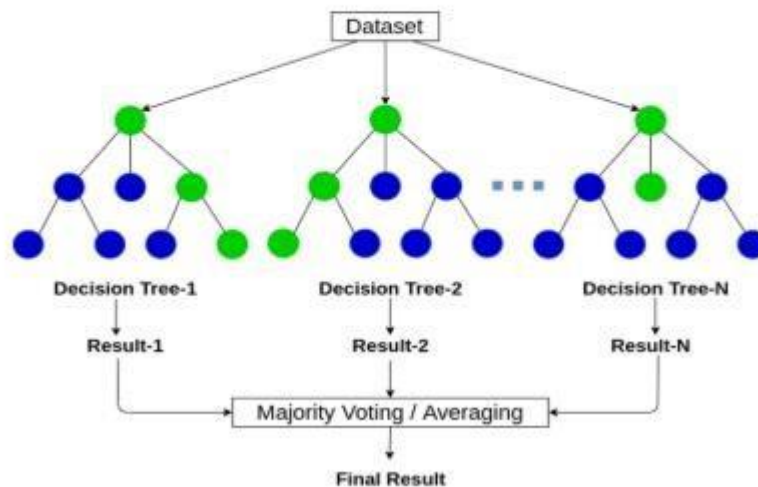 Dataset
Decision Tree-1
Decision Tree-2
Decision Tree-N
Result-1
Result-2
Result-N
Majority Voting / Averaging
Final Result